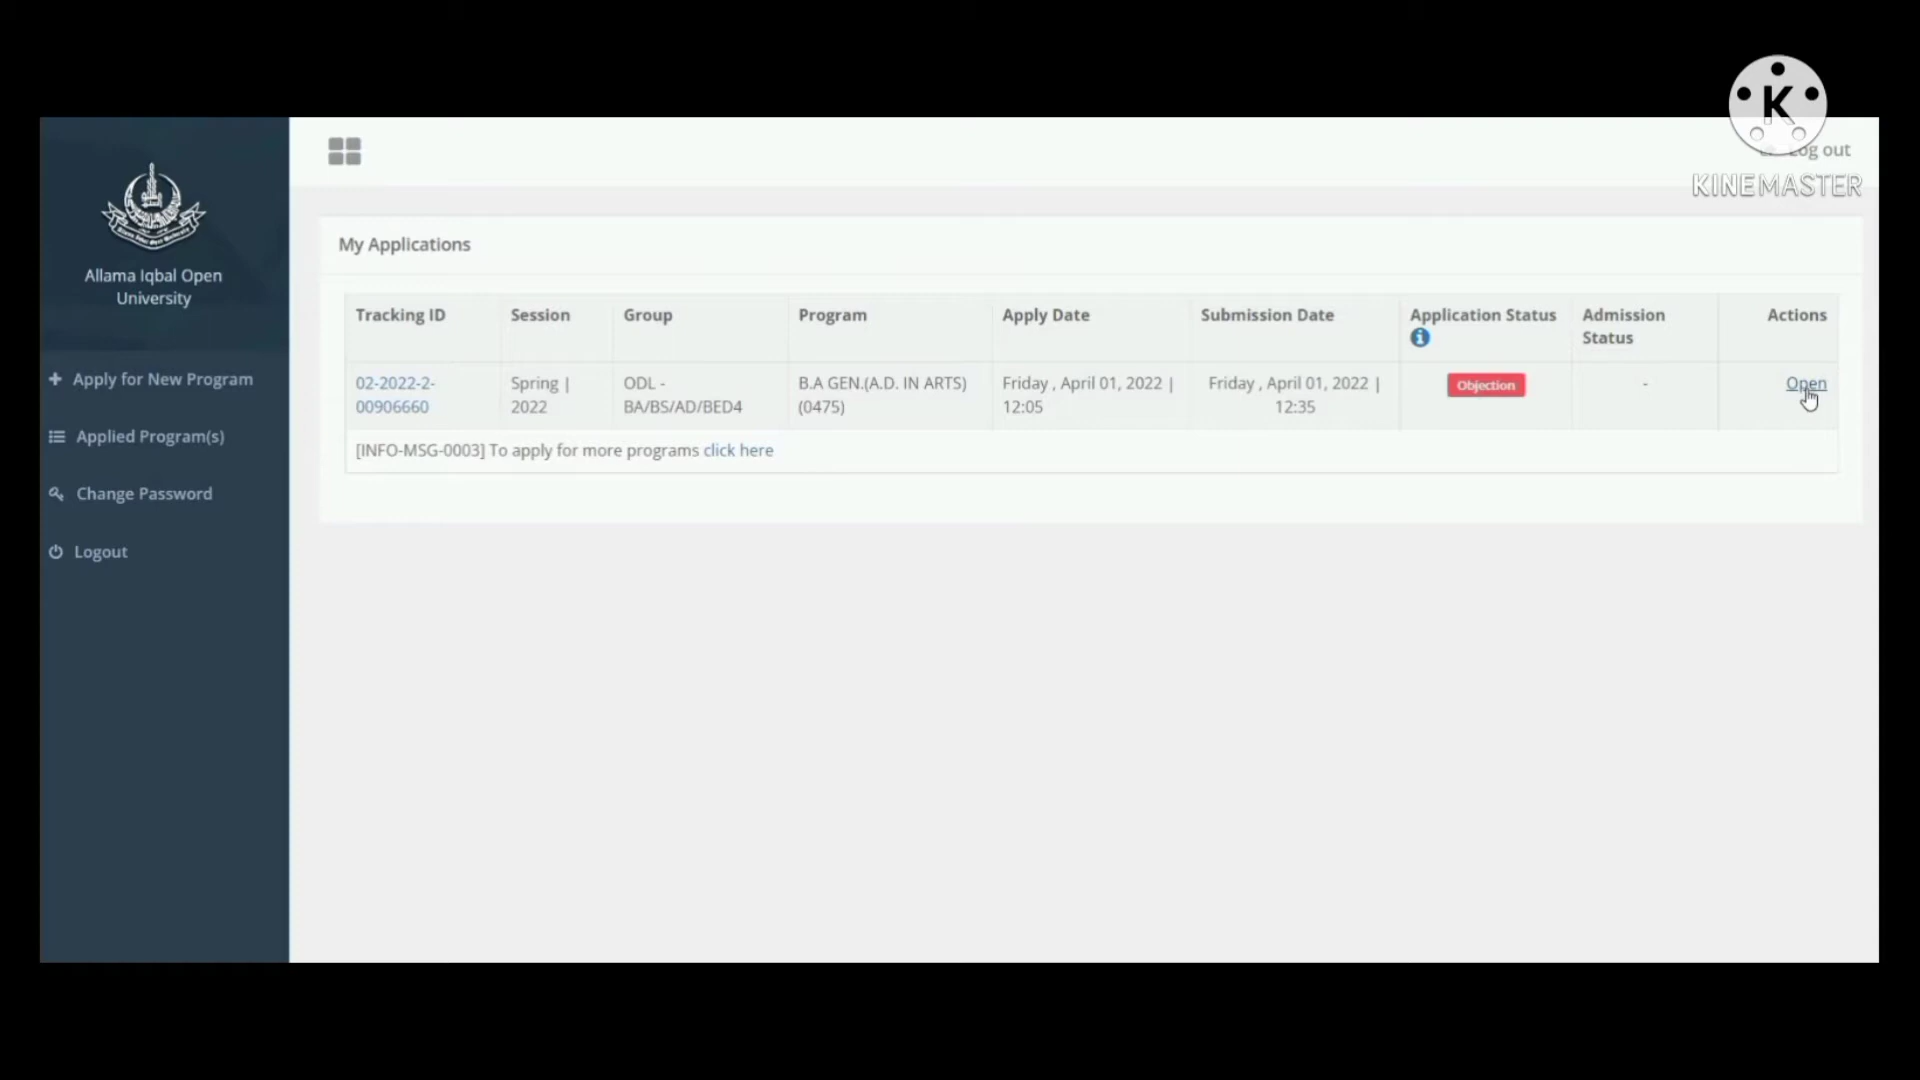 K
KINEMASTER
Log out
Allama Iqbal Open
University
Apply for New Program
Applied Program(s)
Change Password
Logout
My Applications
Tracking ID Session Group Program Apply Date Submission Date Application Status Admission Status Actions
02-2022-2-00906660 Spring | 2022 ODL - BA/BS/AD/BED4 B.A GEN.(A.D. IN ARTS) (0475) Friday , April 01, 2022 | 12:05 Friday , April 01, 2022 | 12:35 Objection - Open
[INFO-MSG-0003] To apply for more programs click here